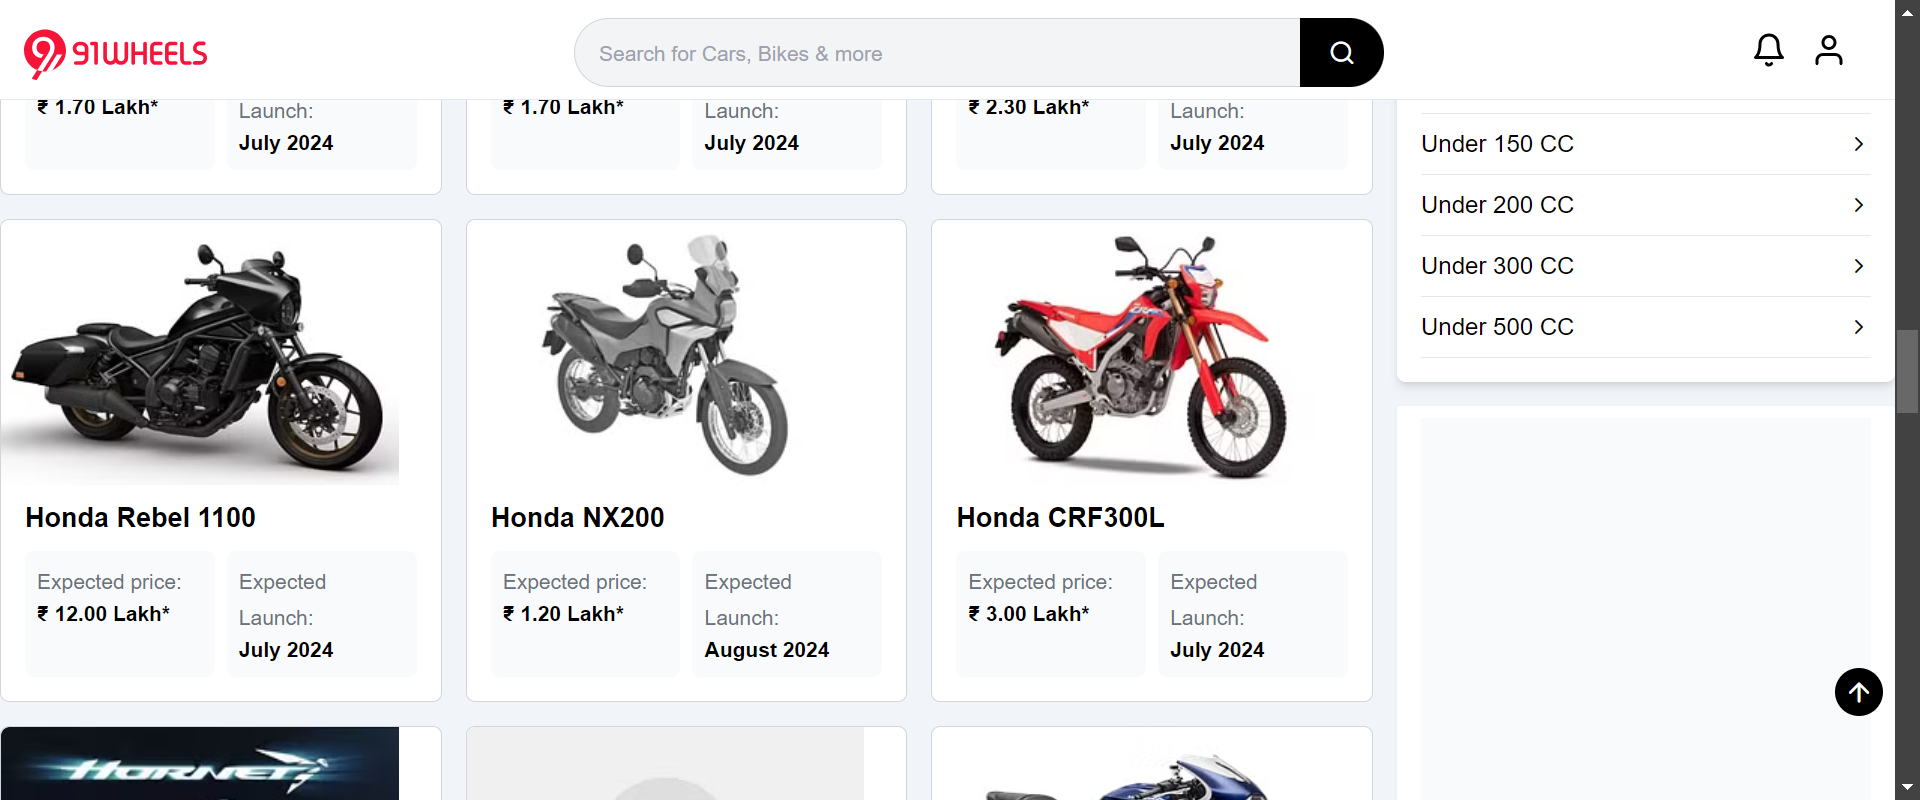 91WHEELS
Search for Cars, Bikes & more
₹ 1.70 Lakh*
Launch:
July 2024
₹ 1.70 Lakh*
Launch:
July 2024
₹ 2.30 Lakh*
Launch:
July 2024
Under 150 CC
Under 200 CC
Under 300 CC
Under 500 CC
CRF
Honda Rebel 1100
Expected price:
₹ 12.00 Lakh*
Expected
Launch:
July 2024
Honda NX200
Expected price:
₹ 1.20 Lakh*
Expected
Launch:
August 2024
Honda CRF300L
Expected price:
₹ 3.00 Lakh*
Expected
Launch:
July 2024
HORNET